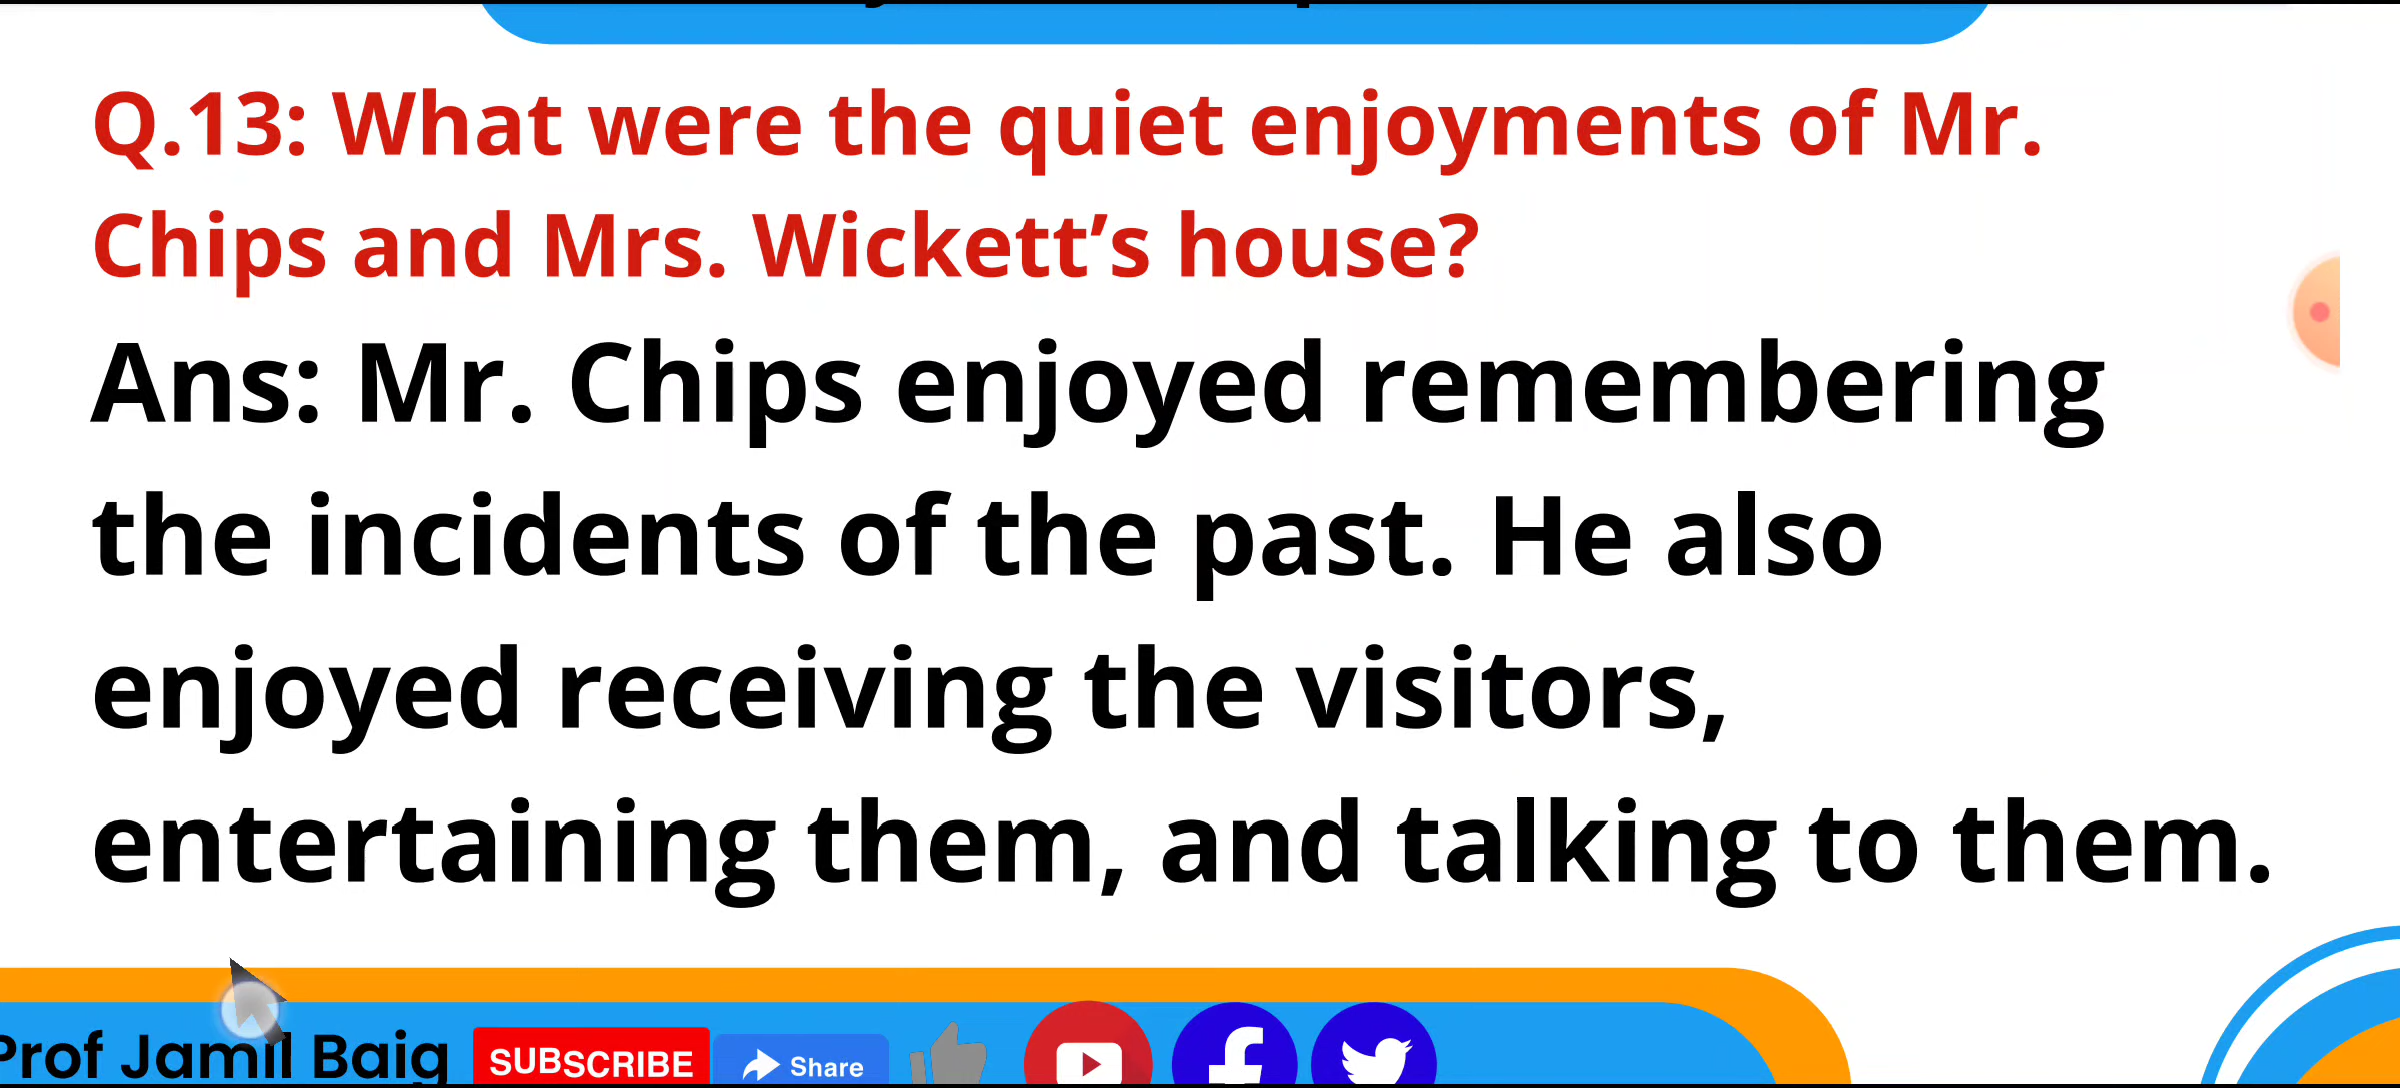 Q.13: What were the quiet enjoyments of Mr.
Chips and Mrs. Wickett’s house?
Ans: Mr. Chips enjoyed remembering
the incidents of the past. He also
enjoyed receiving the visitors,
entertaining them, and talking to them.
Prof Jamil Baig SUBSCRIBE Share